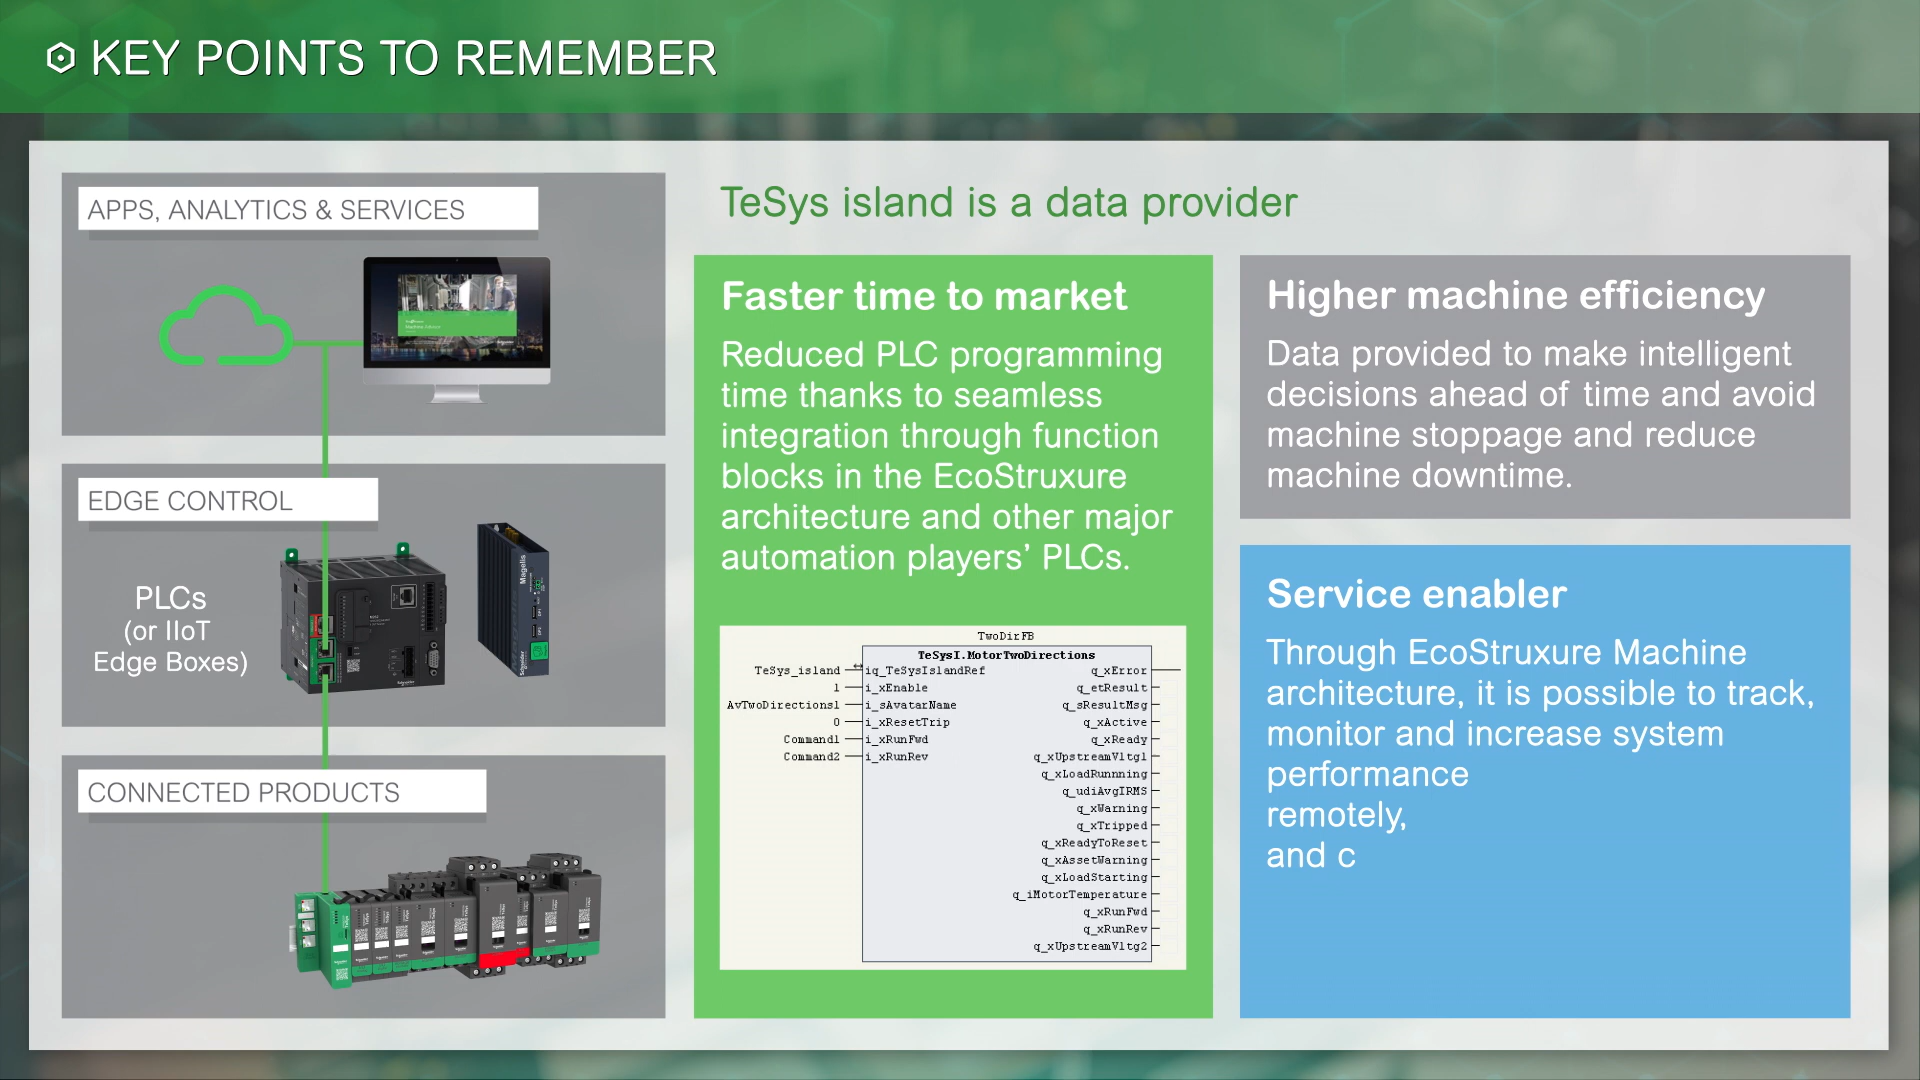 KEY POINTS TO REMEMBER
APPS, ANALYTICS & SERVICES
EDGE CONTROL
PLCs
(or IIoT
Edge Boxes)
Magelis
CONNECTED PRODUCTS
TeSys island is a data provider
Faster time to market
Reduced PLC programming
time thanks to seamless
integration through function
blocks in the EcoStruxure
architecture and other major
automation players’ PLCs.
TwoDirFB
TeSysI.MotorTwoDirections
TeSys_island iq_TeSysIslandRef q_xError
1 i_xEnable q_etResult
AvTwoDirections1 i_sAvatarName q_sResultMsg
0 i_xResetTrip q_xActive
Command1 i_xRunFwd q_xReady
Command2 i_xRunRev q_xUpstreamVltg1
q_xLoadRunnning
q_udiAvgIRMS
q_xWarning
q_xTripped
q_xReadyToReset
q_xAssetWarning
q_xLoadStarting
q_iMotorTemperature
q_xRunFwd
q_xRunRev
q_xUpstreamVltg2
Higher machine efficiency
Data provided to make intelligent
decisions ahead of time and avoid
machine stoppage and reduce
machine downtime.
Service enabler
Through EcoStruxure Machine
architecture, it is possible to track,
monitor and increase system
performance
remotely,
and c